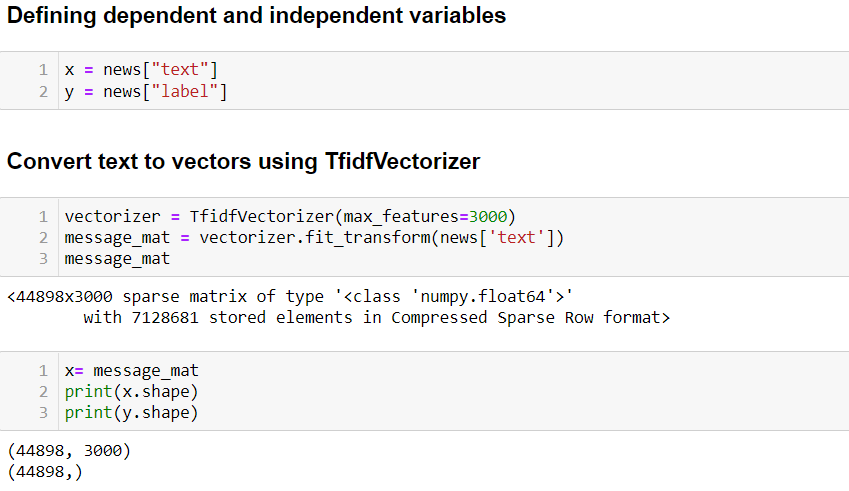 Defining dependent and independent variables
1 x = news["text"]
2 y = news["label"]
Convert text to vectors using TfidfVectorizer
1 vectorizer = TfidfVectorizer(max_features=3000)
2 message_mat = vectorizer.fit_transform(news['text'])
3 message_mat
<44898x3000 sparse matrix of type '<class 'numpy.float64'>'
with 7128681 stored elements in Compressed Sparse Row format>
1 x= message_mat
2 print(x.shape)
3 print(y.shape)
(44898, 3000)
(44898,)